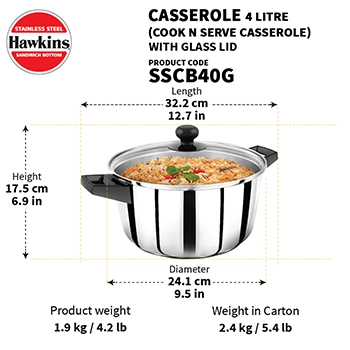 STAINLESS STEEL
Hawkins
SANDWICH BOTTOM
CASSEROLE 4 LITRE
(COOK N SERVE CASSEROLE)
WITH GLASS LID
PRODUCT CODE
SSCB40G
Length
32.2 cm
12.7 in
Height
17.5 cm
6.9 in
Diameter
24.1 cm
9.5 in
Product weight
1.9 kg / 4.2 lb
Weight in Carton
2.4 kg / 5.4 lb